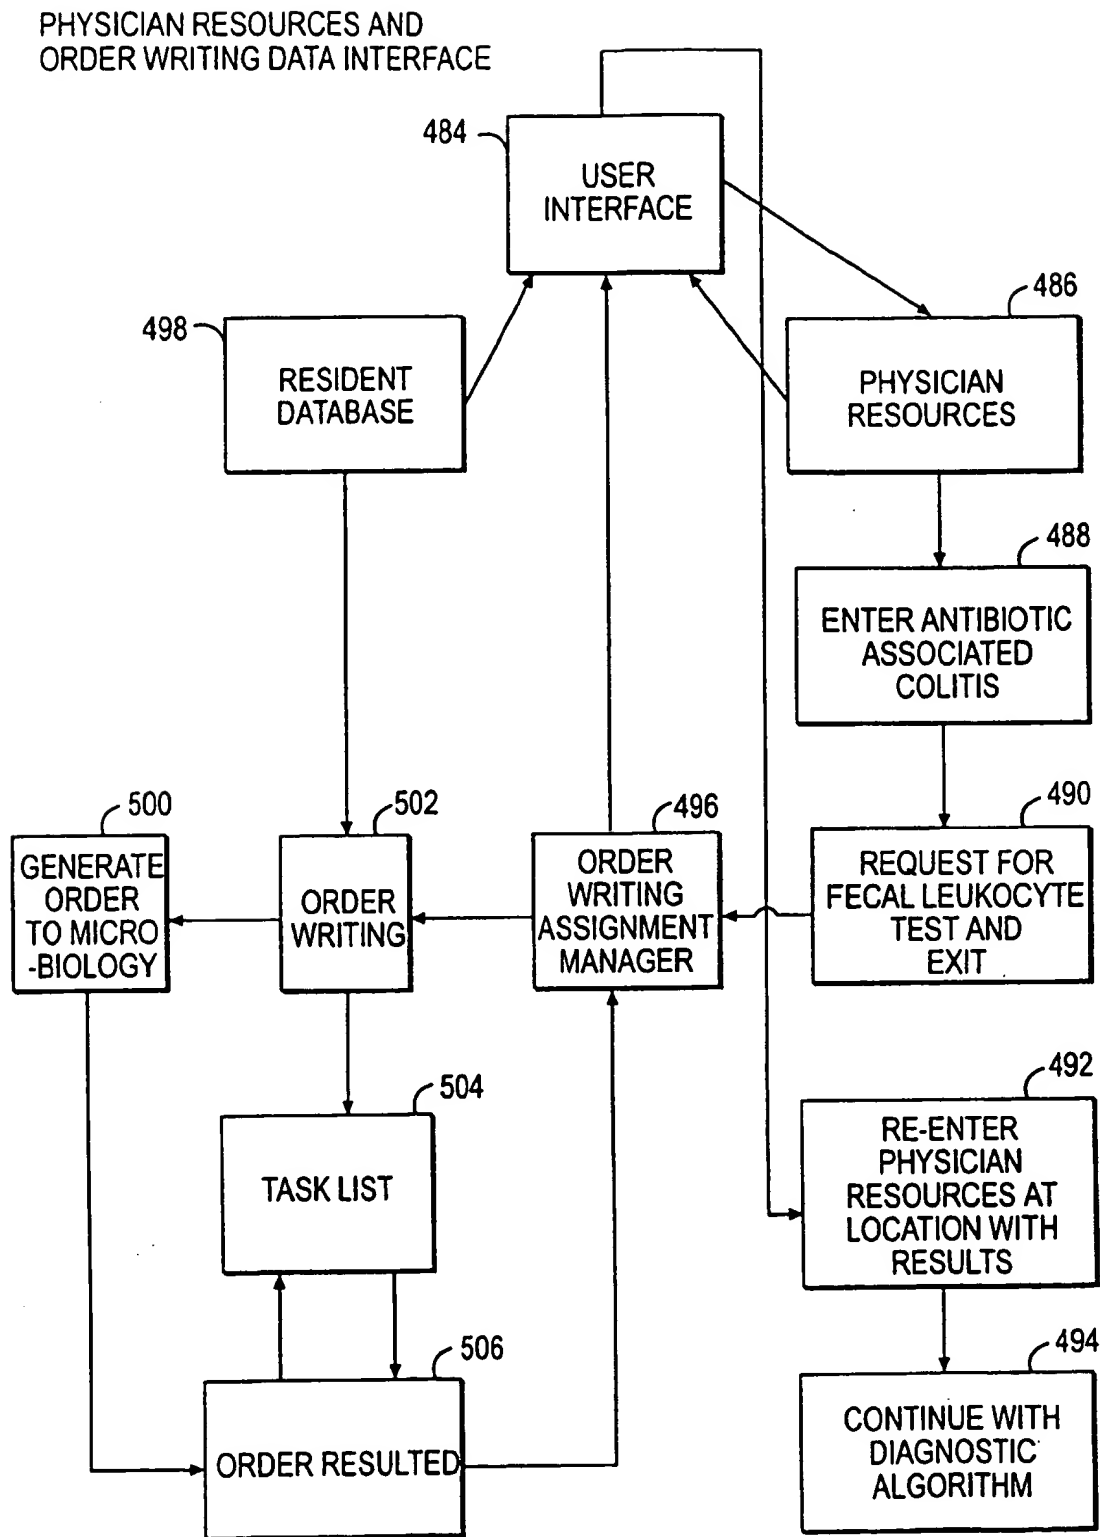 PHYSICIAN RESOURCES AND
ORDER WRITING DATA INTERFACE
484
USER
INTERFACE
486
PHYSICIAN
RESOURCES
498
RESIDENT
DATABASE
488
ENTER ANTIBIOTIC
ASSOCIATED
COLITIS
500
GENERATE
ORDER
TO MICRO
-BIOLOGY
502
ORDER
WRITING
496
ORDER
WRITING
ASSIGNMENT
MANAGER
490
REQUEST FOR
FECAL LEUKOCYTE
TEST AND
EXIT
504
TASK LIST
492
RE-ENTER
PHYSICIAN
RESOURCES AT
LOCATION WITH
RESULTS
506
ORDER RESULTED
494
CONTINUE WITH
DIAGNOSTIC
ALGORITHM